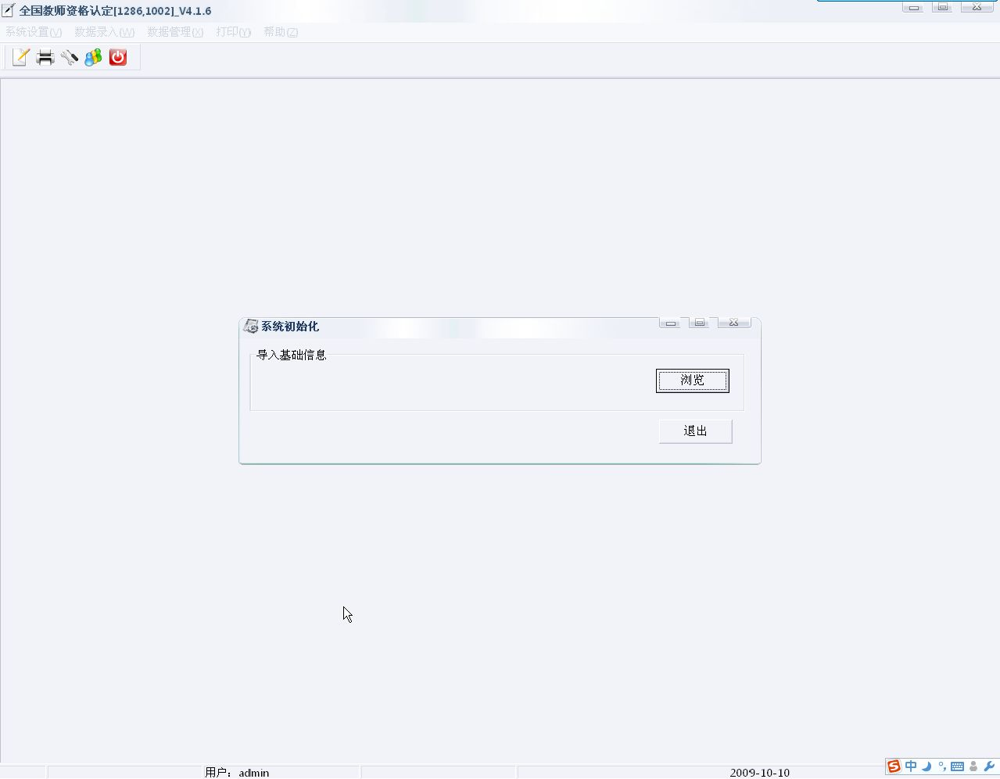 全国教师资格认定[1286,1002]_V4.1.6
系统设置(V) 数据录入(W) 数据管理(X) 打印(Y) 帮助(Z)
系统初始化
导入基础信息
浏览
退出
用户：admin
2009-10-10
中